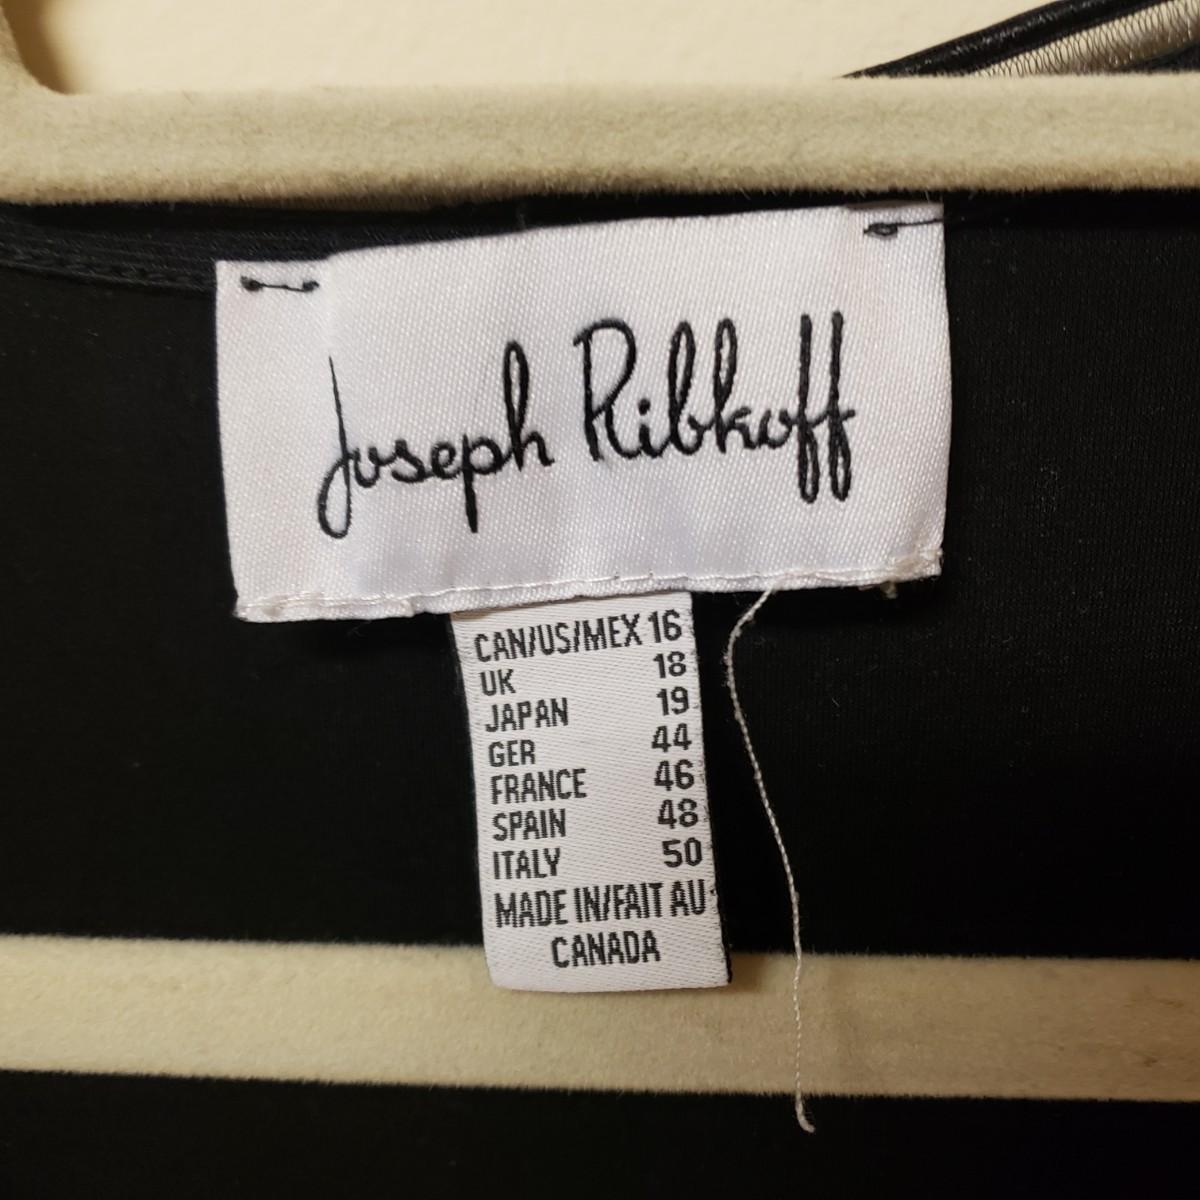 Joseph Ribkoff
CAN/US/MEX 16
UK 18
JAPAN 19
GER 44
FRANCE 46
SPAIN 48
ITALY 50
MADE IN/FAIT AU
CANADA